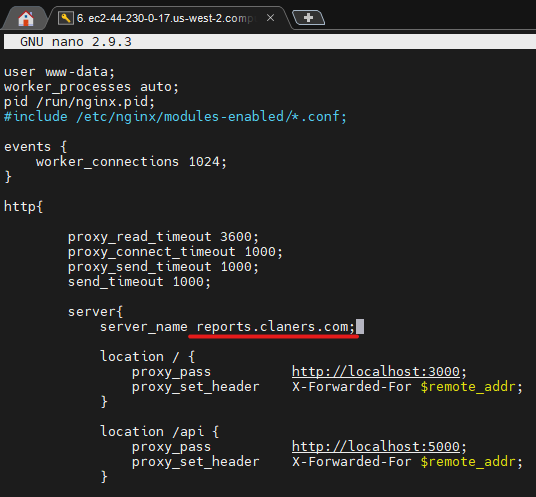 6. ec2-44-230-0-17.us-west-2.comp
GNU nano 2.9.3
user www-data;
worker_processes auto;
pid /run/nginx.pid;
#include /etc/nginx/modules-enabled/*.conf;
events {
    worker_connections 1024;
}
http{
        proxy_read_timeout 3600;
        proxy_connect_timeout 1000;
        proxy_send_timeout 1000;
        send_timeout 1000;
        server{
            server_name reports.claners.com;
            location / {
                proxy_pass          http://localhost:3000;
                proxy_set_header    X-Forwarded-For $remote_addr;
            }
            location /api {
                proxy_pass          http://localhost:5000;
                proxy_set_header    X-Forwarded-For $remote_addr;
            }